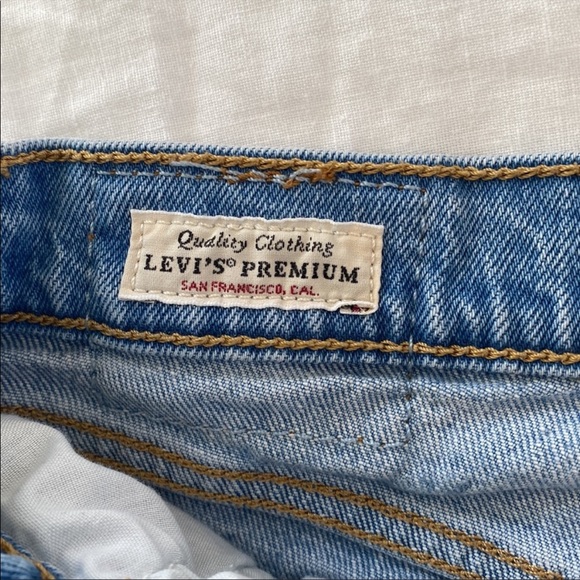 Quality Clothing
LEVI'S® PREMIUM
SAN FRANCISCO, CAL.